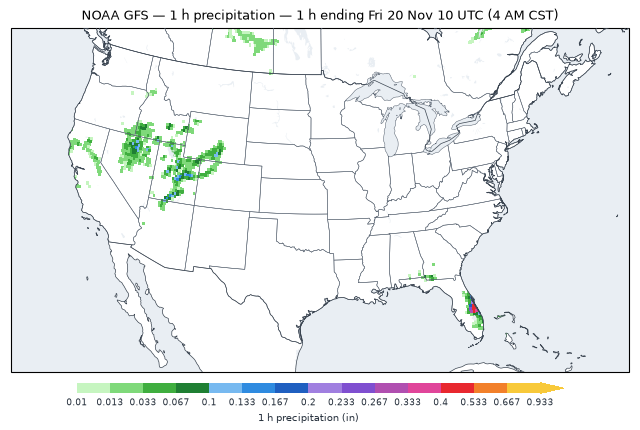 NOAA GFS — 1 h precipitation — 1 h ending Fri 20 Nov 10 UTC (4 AM CST)
0.01 0.013 0.033 0.067 0.1 0.133 0.167 0.2 0.233 0.267 0.333 0.4 0.533 0.667 0.933
1 h precipitation (in)